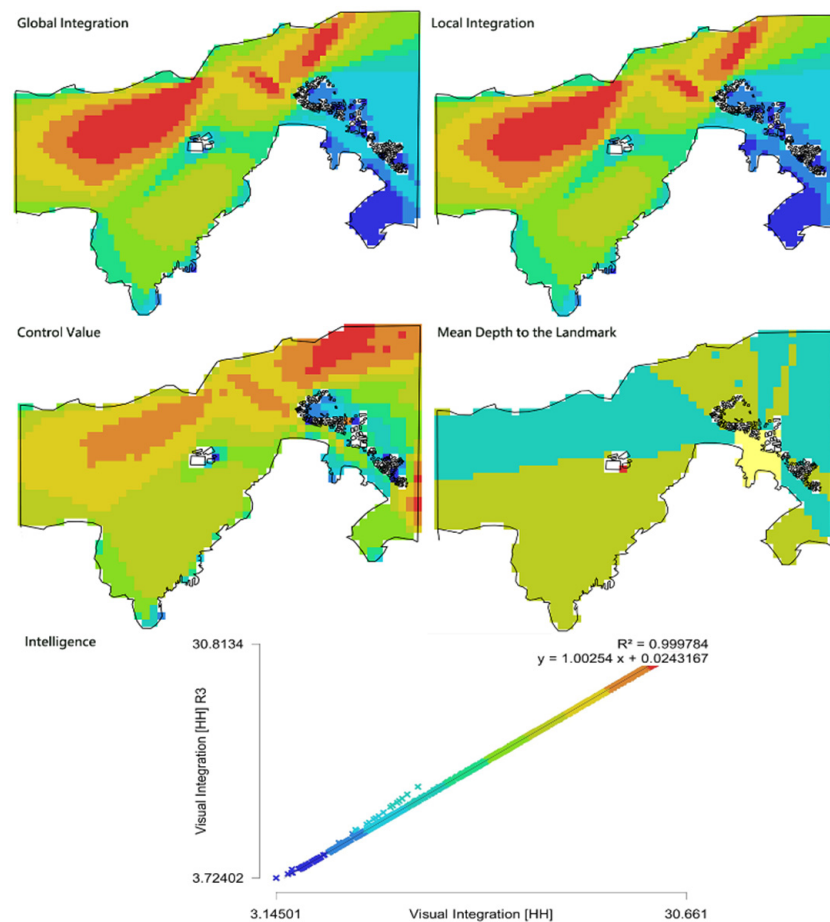 Global Integration
Local Integration
Control Value
Mean Depth to the Landmark
Intelligence
30.8134
R² = 0.999784
y = 1.00254 x + 0.0243167
Visual Integration [HH] R3
3.72402
3.14501
Visual Integration [HH]
30.661